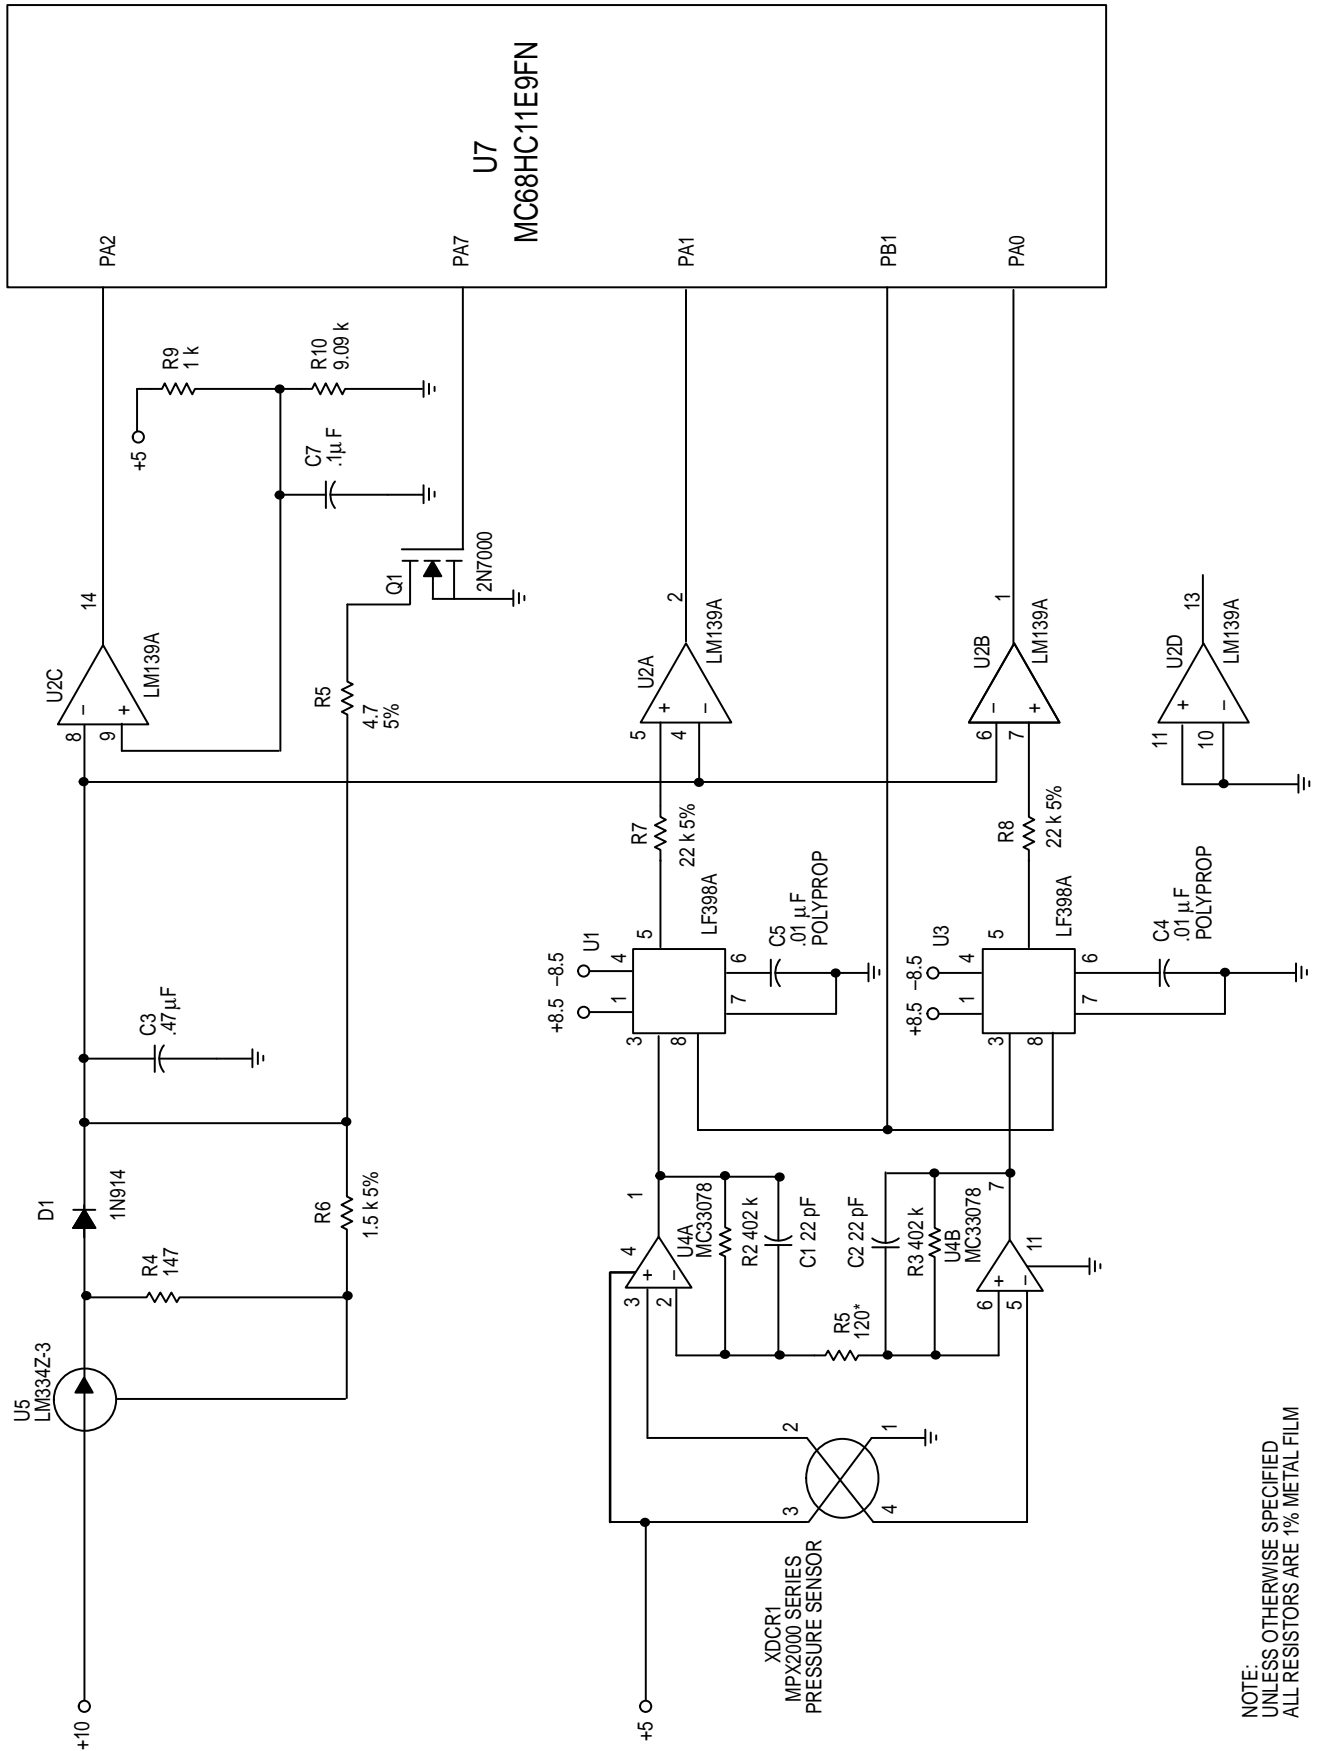 U7
MC68HC11E9FN
PA2
PA7
PA1
PB1
PA0
R9
1 k
R10
9.09 k
+5
C7
.1µ F
Q1
2N7000
14
U2C
LM139A
–
+
8
9
R5
4.7
5%
2
U2A
LM139A
+
–
5
4
1
U2B
LM139A
–
+
6
7
13
U2D
LM139A
+
–
11
10
R7
22 k 5%
R8
22 k 5%
LF398A
5
U1
+8.5
–8.5
1
4
3
8
7
6
C5
.01 µ F
POLYPROP
LF398A
5
U3
+8.5
–8.5
1
4
3
8
7
6
C4
.01 µ F
POLYPROP
C3
.47µF
D1
1N914
R4
147
R6
1.5 k 5%
U5
LM334Z-3
+10
1
4
U4A
MC33078
+
–
3
2
R2 402 k
C1 22 pF
C2 22 pF
R3 402 k
U4B
MC33078
7
11
+
–
6
5
R5
120*
2
1
3
4
XDCR1
MPX2000 SERIES
PRESSURE SENSOR
+5
NOTE:
UNLESS OTHERWISE SPECIFIED
ALL RESISTORS ARE 1% METAL FILM